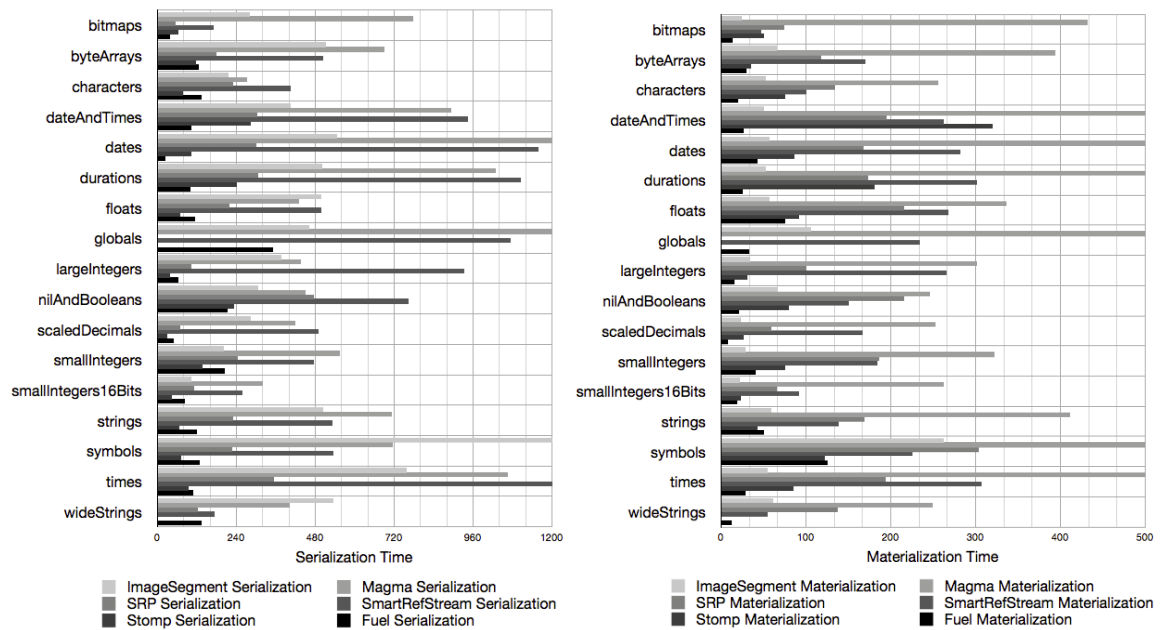 bitmaps
byteArrays
characters
dateAndTimes
dates
durations
floats
globals
largeIntegers
nilAndBooleans
scaledDecimals
smallIntegers
smallIntegers16Bits
strings
symbols
times
wideStrings
0 240 480 720 960 1200
Serialization Time
ImageSegment Serialization Magma Serialization
SRP Serialization SmartRefStream Serialization
Stomp Serialization Fuel Serialization
bitmaps
byteArrays
characters
dateAndTimes
dates
durations
floats
globals
largeIntegers
nilAndBooleans
scaledDecimals
smallIntegers
smallIntegers16Bits
strings
symbols
times
wideStrings
0 100 200 300 400 500
Materialization Time
ImageSegment Materialization Magma Materialization
SRP Materialization SmartRefStream Materialization
Stomp Materialization Fuel Materialization